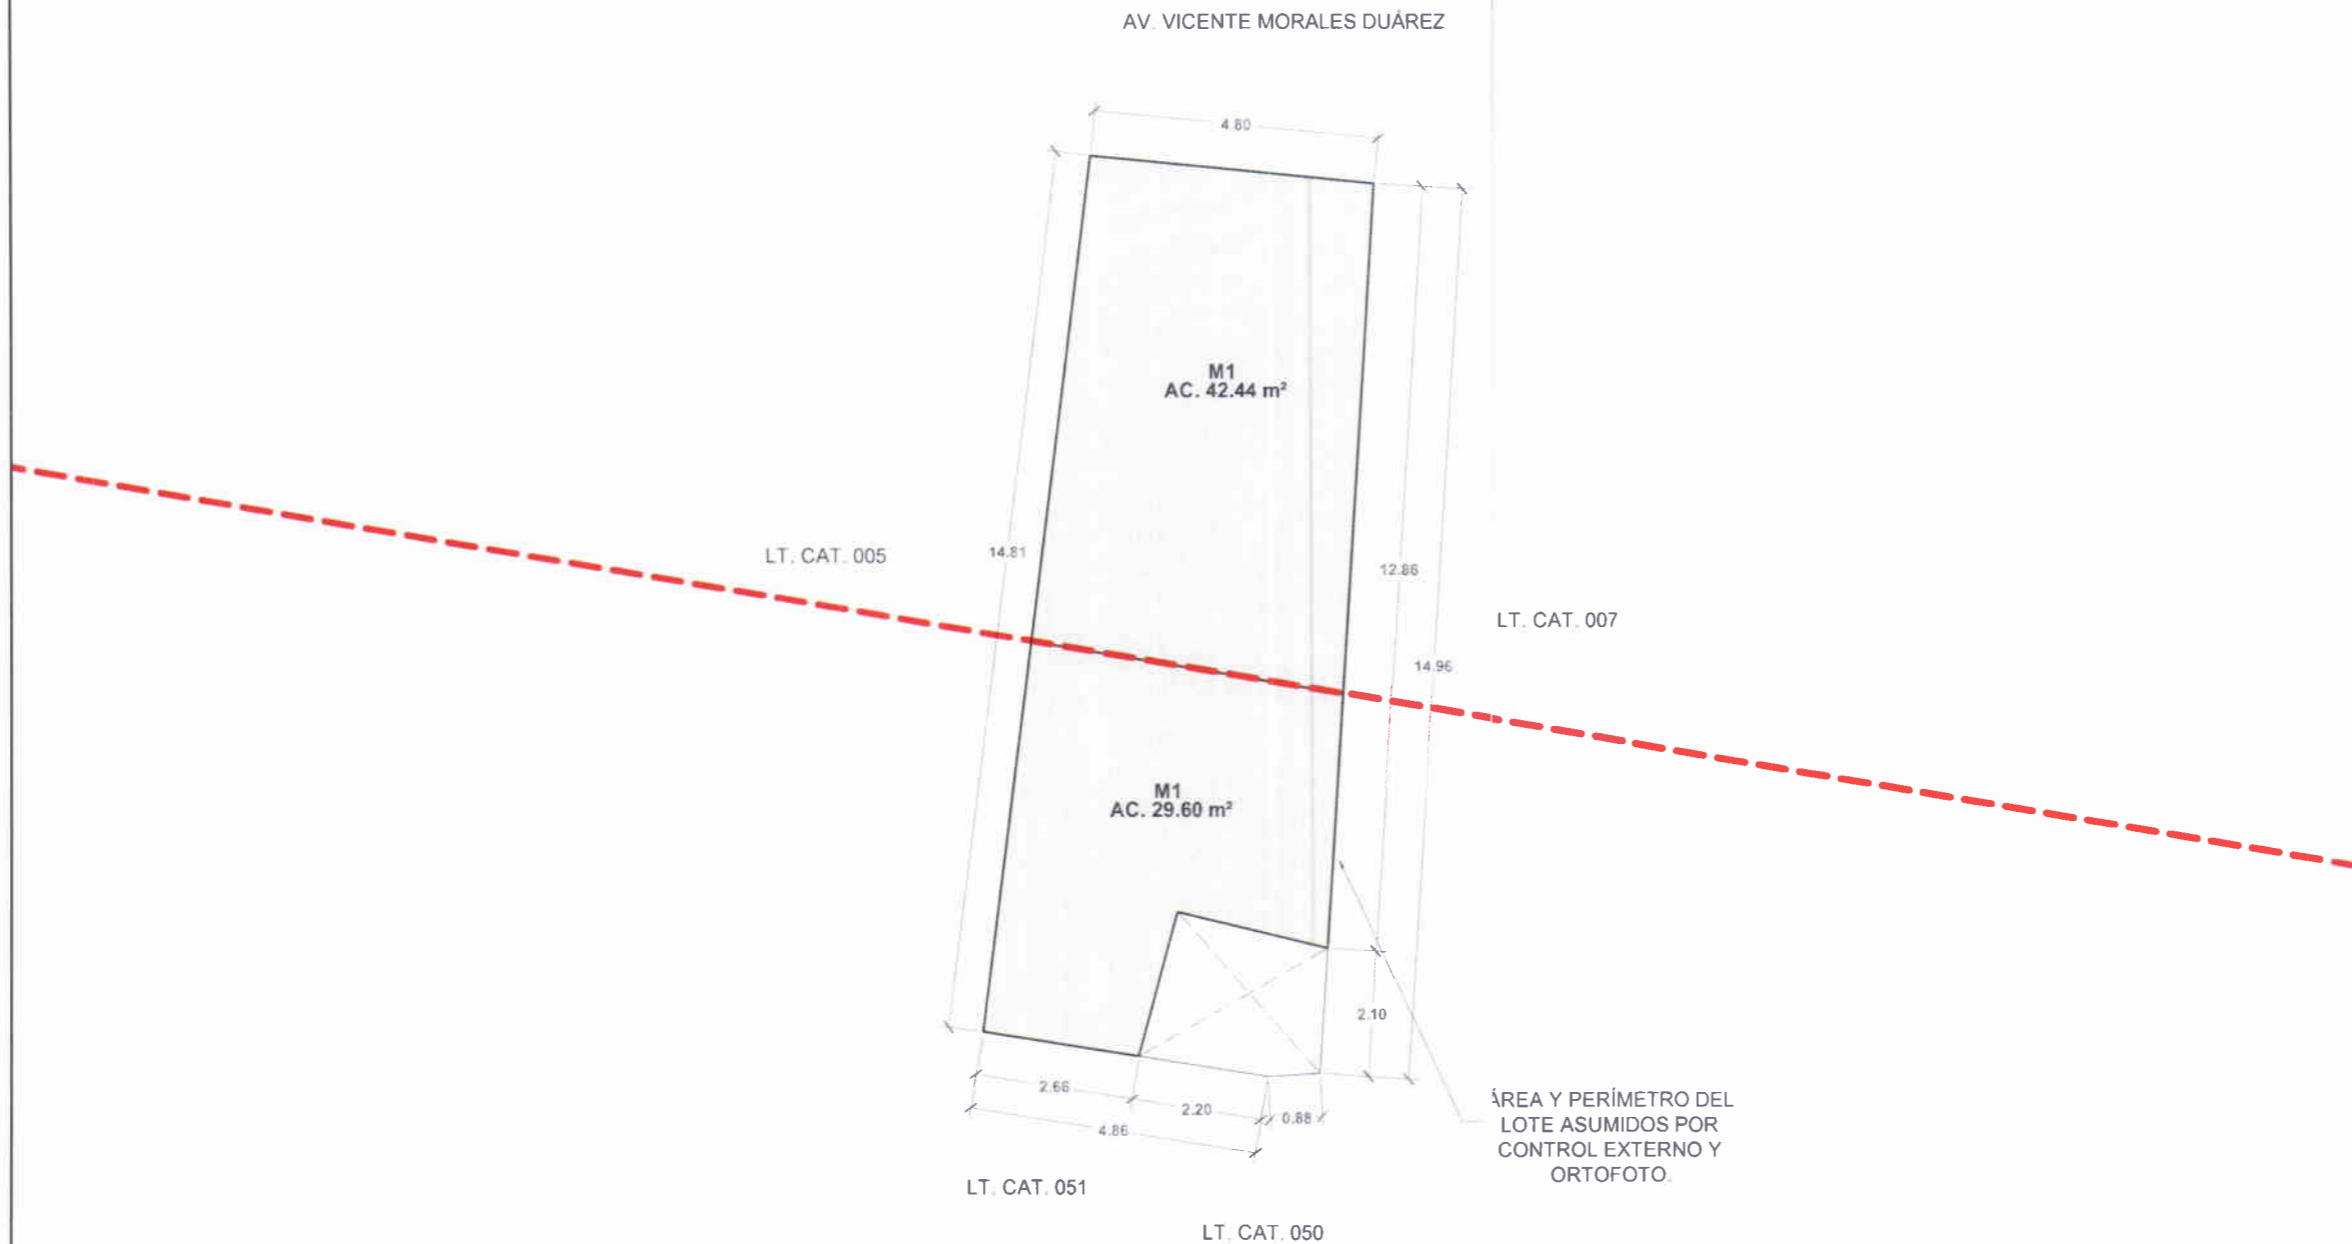 AV. VICENTE MORALES DUÁREZ
4.80
M1
AC. 42.44 m²
LT. CAT. 005
14.81
12.86
LT. CAT. 007
14.96
M1
AC. 29.60 m²
2.10
2.66
2.20
0.88
4.86
ÁREA Y PERÍMETRO DEL
LOTE ASUMIDOS POR
CONTROL EXTERNO Y
ORTOFOTO.
LT. CAT. 051
LT. CAT. 050